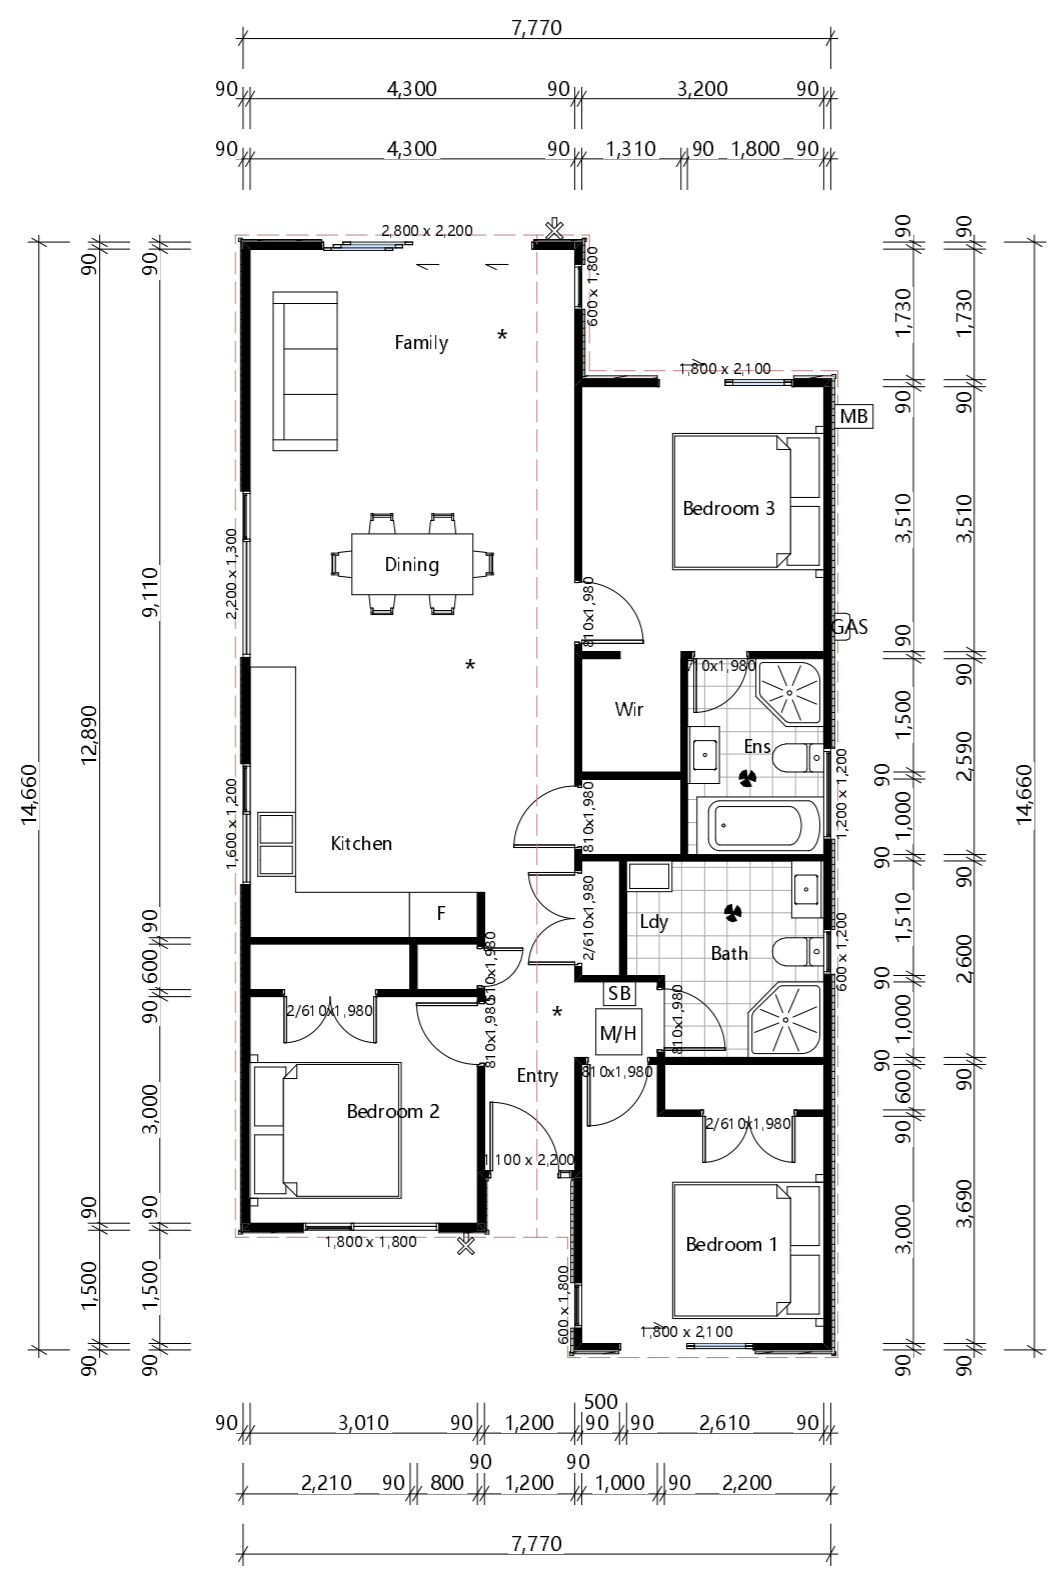 7,770
90 4,300 90 3,200 90
90 4,300 90 1,310 90 1,800 90
2,800 x 2,200
600 x 1,800
Family
*
1,800 x 2,100
MB
Bedroom 3
Dining
2,200 x 1,300
810x1,980
GAS
*
710x1,980
Wir
Ens
1,600 x 1,200
1,200 x 1,200
810x1,980
Kitchen
F
2/610x1,980
Ldy
Bath
600 x 1,200
510x1,980
SB
M/H
2/610x1,980
810x1,980
*
810x1,980
Entry
810x1,980
Bedroom 2
2/610x1,980
1,100 x 2,200
1,800 x 1,800
Bedroom 1
600 x 1,800
1,800 x 2,100
14,660
90
12,890
90
1,500
90
90
9,110
90
600
90
3,000
90
1,500
90
90
1,730
90
3,510
90
1,500
90
1,000
90
1,510
90
1,000
90
600
90
3,000
90
90
1,730
90
3,510
90
2,590
90
2,600
90
3,690
90
14,660
500
90 3,010 90 1,200 90 90 2,610 90
90 90
2,210 90 800 1,200 1,000 90 2,200
7,770